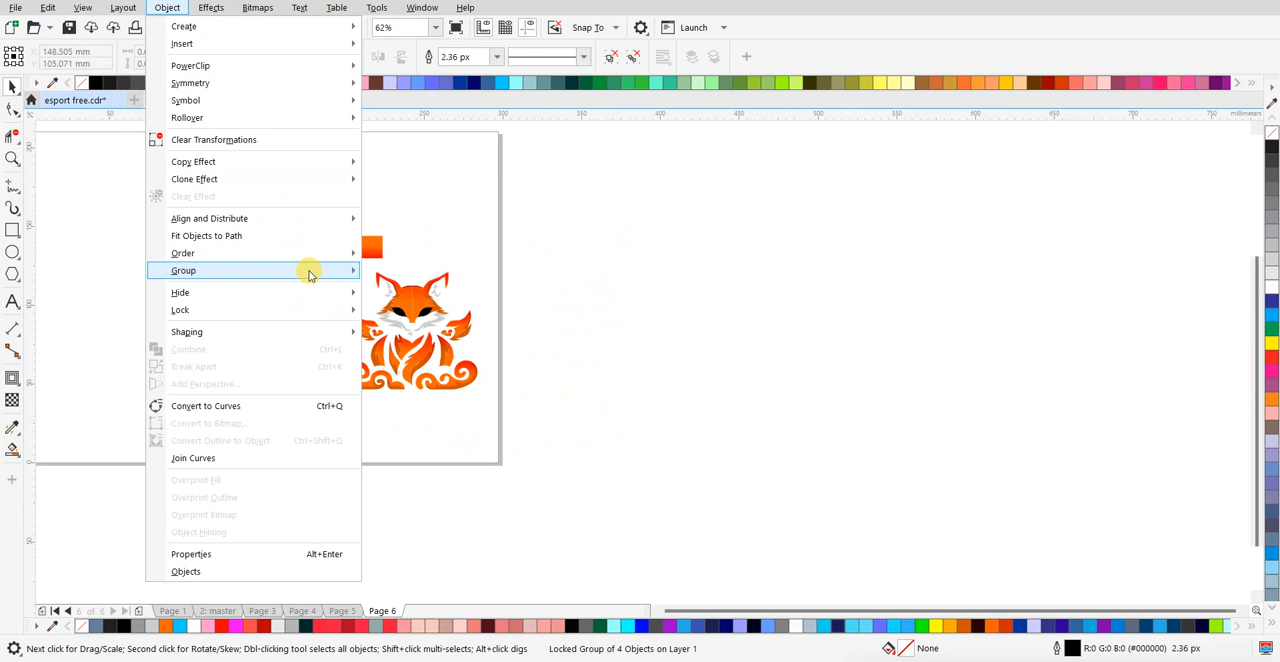 File Edit View Layout Object Effects Bitmaps Text Table Tools Window Help
62% Snap To Launch
X: 148.505 mm
Y: 105.071 mm
2.36 px
esport free.cdr*
50 250 300 350 400 450 500 550 600 650 700 750 millimeters
Create
Insert
PowerClip
Symmetry
Symbol
Rollover
Clear Transformations
Copy Effect
Clone Effect
Clear Effect
Align and Distribute
Fit Objects to Path
Order
Group
Hide
Lock
Shaping
Combine Ctrl+L
Break Apart Ctrl+K
Add Perspective...
Convert to Curves Ctrl+Q
Convert to Bitmap...
Convert Outline to Object Ctrl+Shift+Q
Join Curves
Overprint Fill
Overprint Outline
Overprint Bitmap
Object Hinting
Properties Alt+Enter
Objects
6 of 6 Page 1 2: master Page 3 Page 4 Page 5 Page 6
Next click for Drag/Scale; Second click for Rotate/Skew; Dbl-clicking tool selects all objects; Shift+click multi-selects; Alt+click digs Locked Group of 4 Objects on Layer 1 None R:0 G:0 B:0 (#000000) 2.36 px